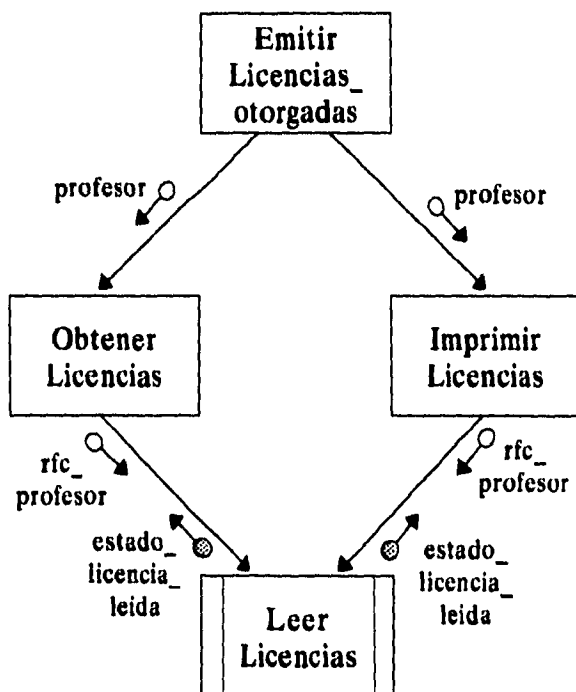 Emitir
Licencias_
otorgadas
profesor
profesor
Obtener
Licencias
Imprimir
Licencias
rfc_
profesor
rfc_
profesor
estado_
licencia_
leida
estado_
licencia_
leida
Leer
Licencias